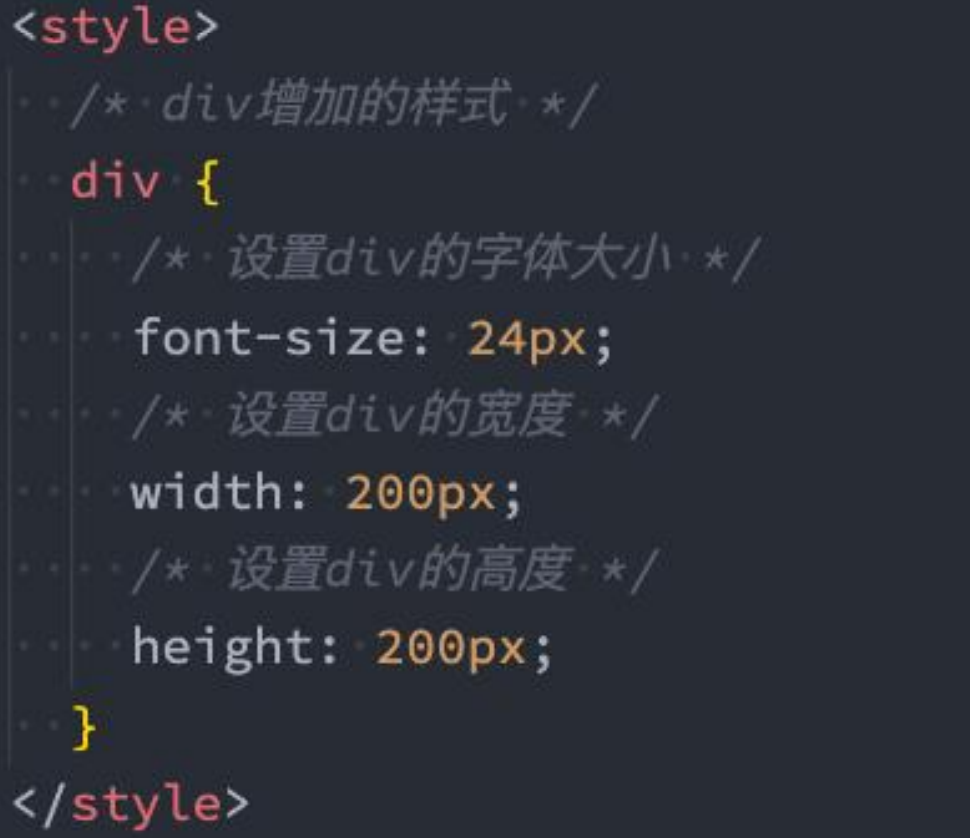 <style>
  /* div增加的样式 */
  div {
    /* 设置div的字体大小 */
    font-size: 24px;
    /* 设置div的宽度 */
    width: 200px;
    /* 设置div的高度 */
    height: 200px;
  }
</style>